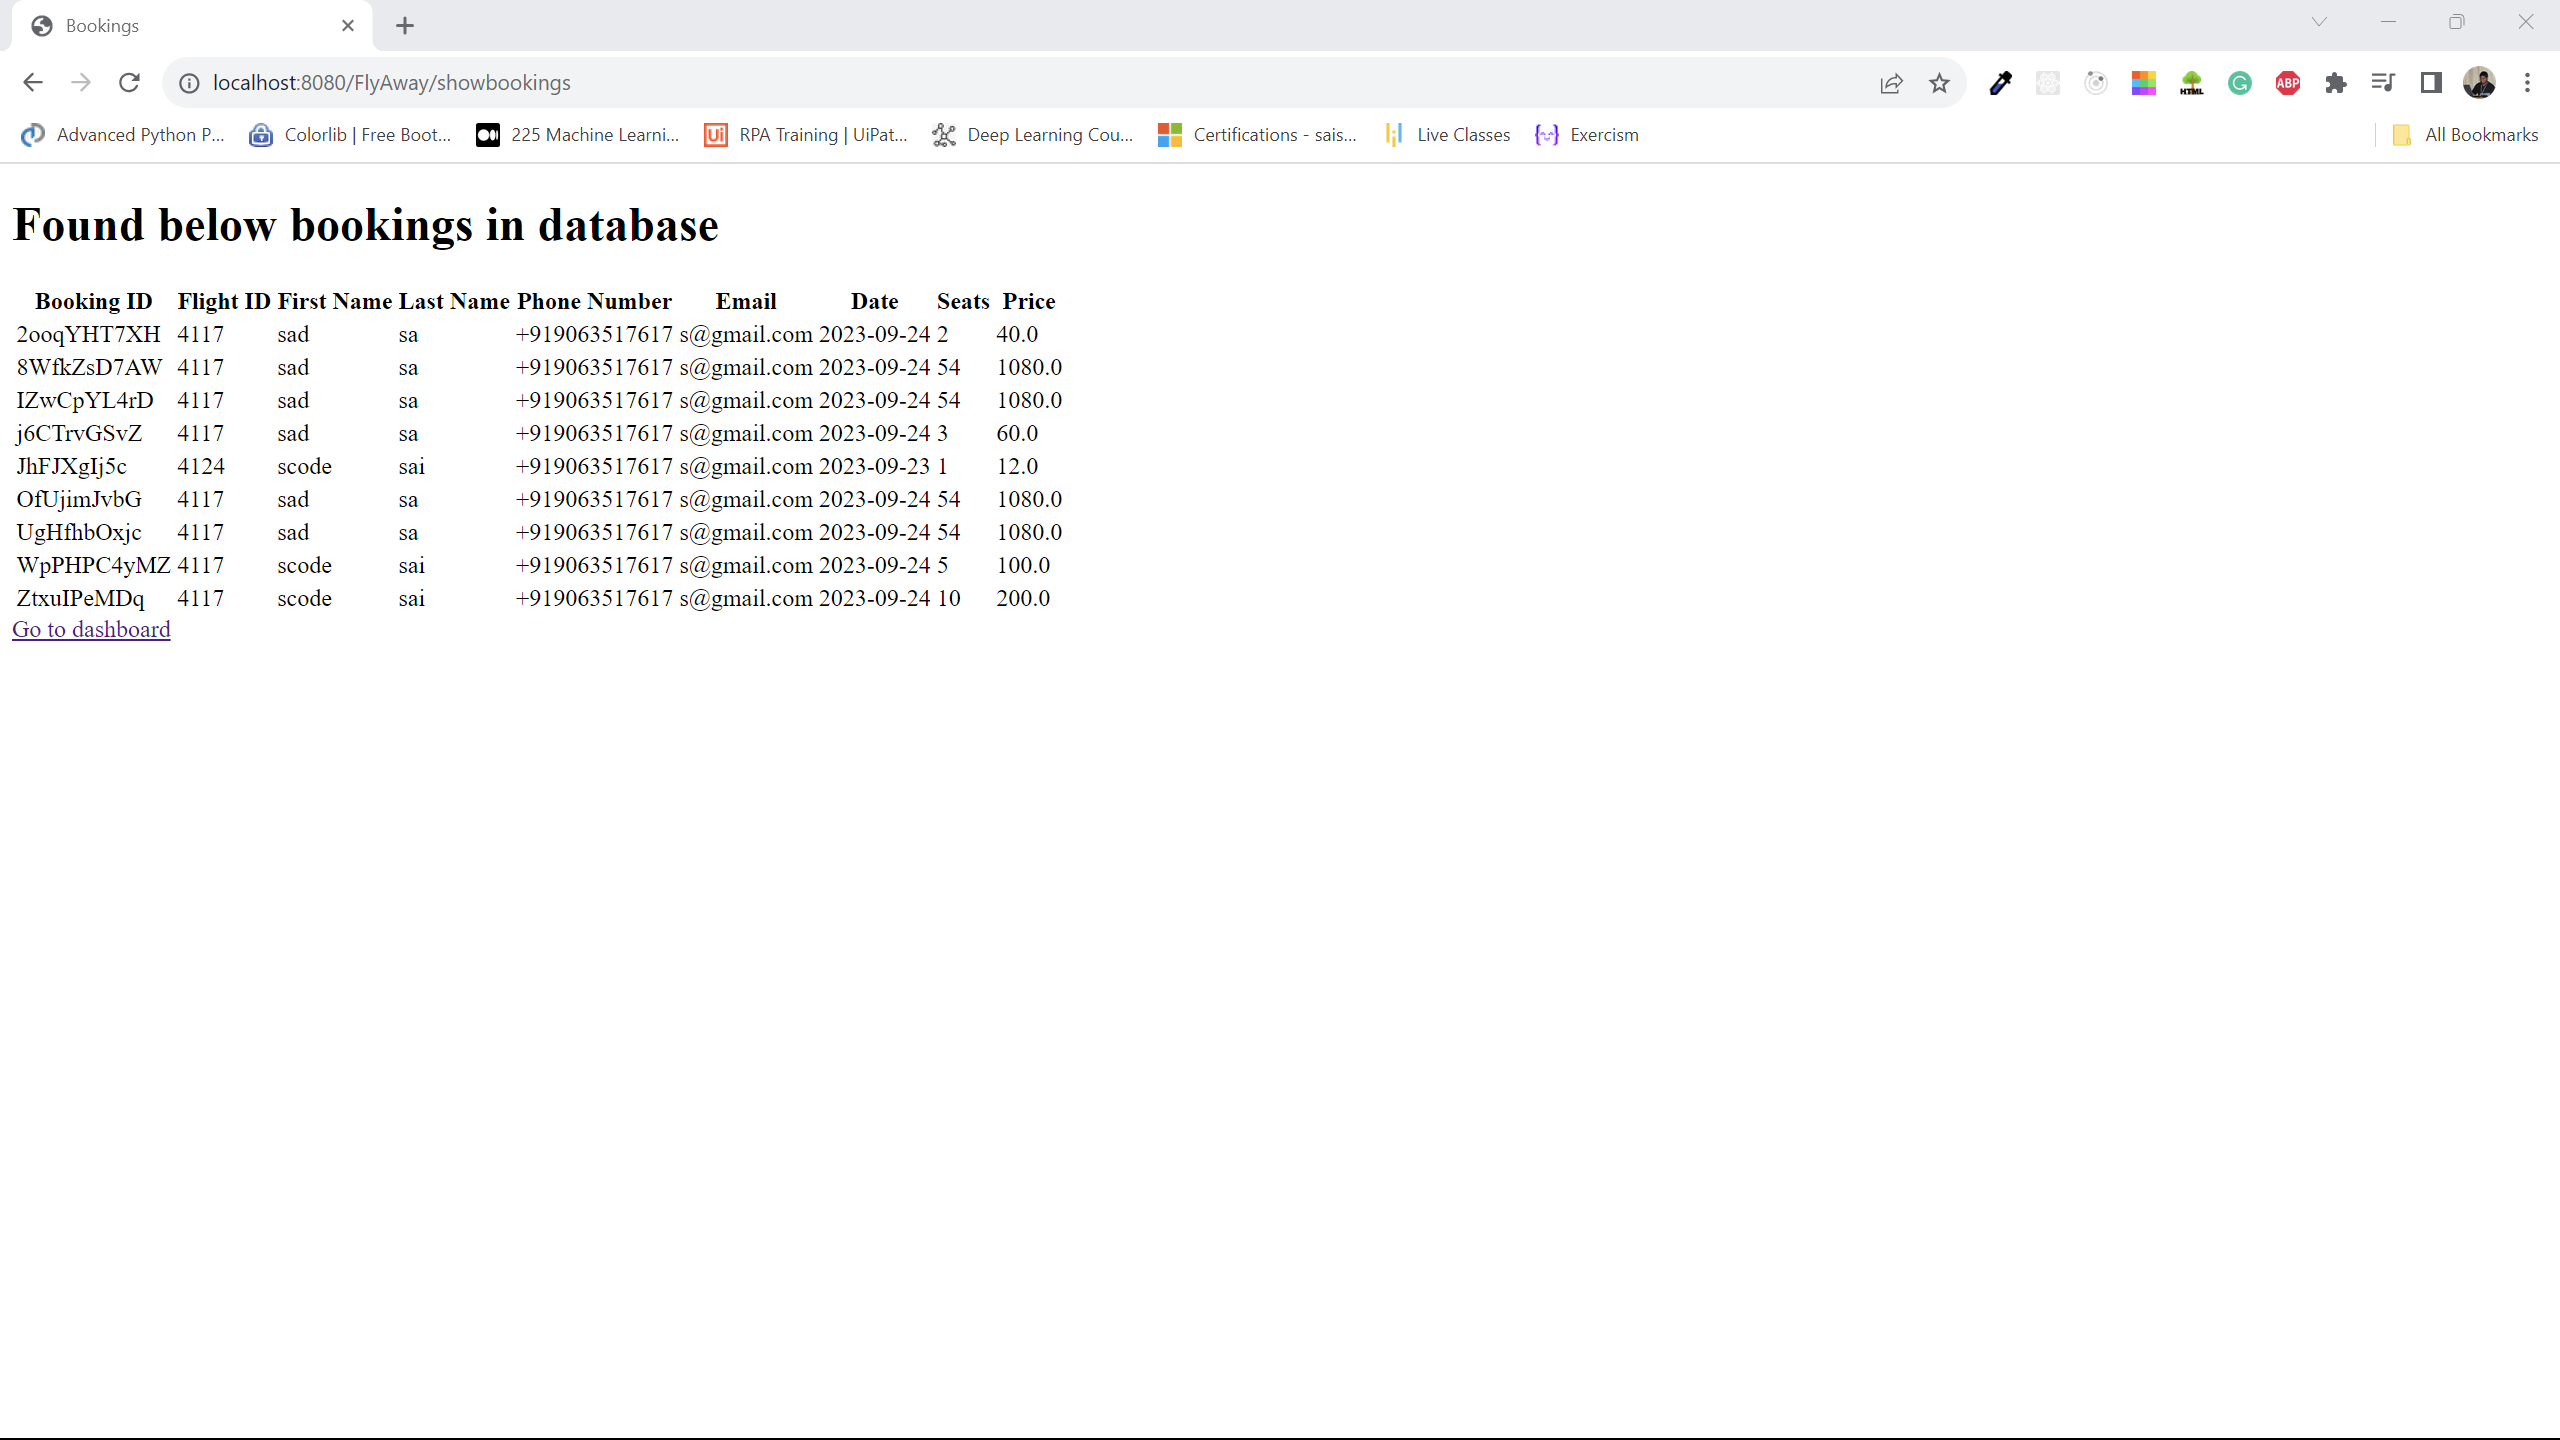 Bookings
localhost:8080/FlyAway/showbookings
HTML
ABP
Advanced Python P... Colorlib | Free Boot... 225 Machine Learni... Ui RPA Training | UiPat... Deep Learning Cou... Certifications - sais... Live Classes Exercism All Bookmarks
Found below bookings in database
Booking ID Flight ID First Name Last Name Phone Number Email Date Seats Price
2ooqYHT7XH 4117 sad sa +919063517617 s@gmail.com 2023-09-24 2 40.0
8WfkZsD7AW 4117 sad sa +919063517617 s@gmail.com 2023-09-24 54 1080.0
IZwCpYL4rD 4117 sad sa +919063517617 s@gmail.com 2023-09-24 54 1080.0
j6CTrvGSvZ 4117 sad sa +919063517617 s@gmail.com 2023-09-24 3 60.0
JhFJXgIj5c 4124 scode sai +919063517617 s@gmail.com 2023-09-23 1 12.0
OfUjimJvbG 4117 sad sa +919063517617 s@gmail.com 2023-09-24 54 1080.0
UgHfhbOxjc 4117 sad sa +919063517617 s@gmail.com 2023-09-24 54 1080.0
WpPHPC4yMZ 4117 scode sai +919063517617 s@gmail.com 2023-09-24 5 100.0
ZtxuIPeMDq 4117 scode sai +919063517617 s@gmail.com 2023-09-24 10 200.0
Go to dashboard